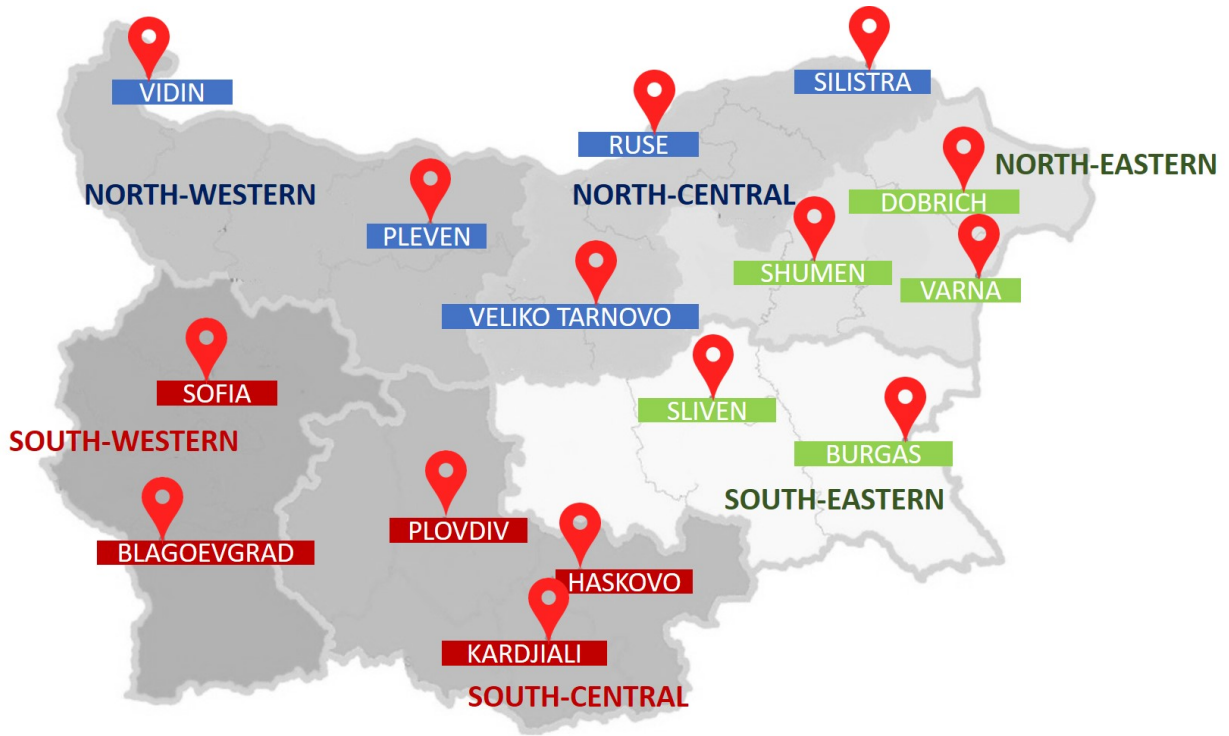 SILISTRA
VIDIN
RUSE
NORTH-EASTERN
NORTH-WESTERN
NORTH-CENTRAL
DOBRICH
PLEVEN
SHUMEN
VARNA
VELIKO TARNOVO
SOFIA
SLIVEN
SOUTH-WESTERN
BURGAS
SOUTH-EASTERN
PLOVDIV
BLAGOEVGRAD
HASKOVO
KARDJIALI
SOUTH-CENTRAL